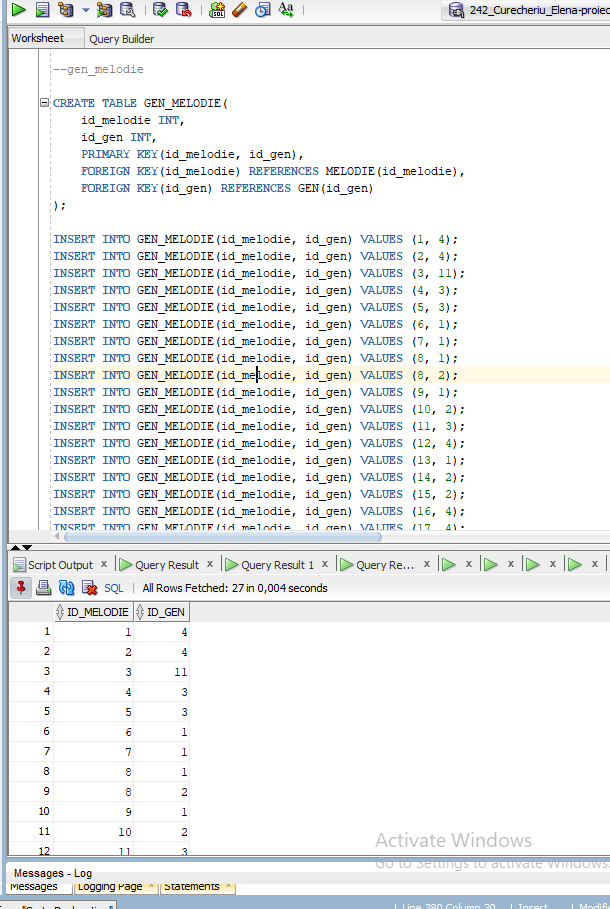 242_Curecheriu_Elena-proiec
Worksheet Query Builder
--gen_melodie
CREATE TABLE GEN_MELODIE(
id_melodie INT,
id_gen INT,
PRIMARY KEY(id_melodie, id_gen),
FOREIGN KEY(id_melodie) REFERENCES MELODIE(id_melodie),
FOREIGN KEY(id_gen) REFERENCES GEN(id_gen)
);
INSERT INTO GEN_MELODIE(id_melodie, id_gen) VALUES (1, 4);
INSERT INTO GEN_MELODIE(id_melodie, id_gen) VALUES (2, 4);
INSERT INTO GEN_MELODIE(id_melodie, id_gen) VALUES (3, 11);
INSERT INTO GEN_MELODIE(id_melodie, id_gen) VALUES (4, 3);
INSERT INTO GEN_MELODIE(id_melodie, id_gen) VALUES (5, 3);
INSERT INTO GEN_MELODIE(id_melodie, id_gen) VALUES (6, 1);
INSERT INTO GEN_MELODIE(id_melodie, id_gen) VALUES (7, 1);
INSERT INTO GEN_MELODIE(id_melodie, id_gen) VALUES (8, 1);
INSERT INTO GEN_MELODIE(id_melodie, id_gen) VALUES (8, 2);
INSERT INTO GEN_MELODIE(id_melodie, id_gen) VALUES (9, 1);
INSERT INTO GEN_MELODIE(id_melodie, id_gen) VALUES (10, 2);
INSERT INTO GEN_MELODIE(id_melodie, id_gen) VALUES (11, 3);
INSERT INTO GEN_MELODIE(id_melodie, id_gen) VALUES (12, 4);
INSERT INTO GEN_MELODIE(id_melodie, id_gen) VALUES (13, 1);
INSERT INTO GEN_MELODIE(id_melodie, id_gen) VALUES (14, 2);
INSERT INTO GEN_MELODIE(id_melodie, id_gen) VALUES (15, 2);
INSERT INTO GEN_MELODIE(id_melodie, id_gen) VALUES (16, 4);
INSERT INTO GEN_MELODIE(id_melodie, id_gen) VALUES (17, 4);
Script Output x Query Result x Query Result 1 x Query Re... x x x x x
SQL | All Rows Fetched: 27 in 0,004 seconds
ID_MELODIE ID_GEN
1 1 4
2 2 4
3 3 11
4 4 3
5 5 3
6 6 1
7 7 1
8 8 1
9 8 2
10 9 1
11 10 2
12 11 3
Activate Windows
Go to Settings to activate Windows.
Messages - Log
Messages Logging Page Statements
Line 380 Column 30 | Insert | Modifi